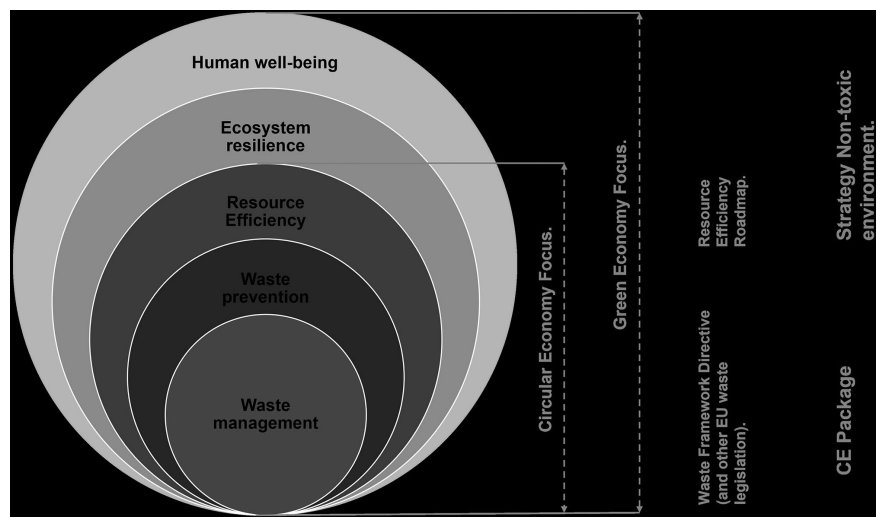 Human well-being
Ecosystem
resilience
Resource
Efficiency
Waste
prevention
Waste
management
Circular Economy Focus.
Green Economy Focus.
Resource
Efficiency
Roadmap.
Waste Framework Directive
(and other EU waste
legislation).
Strategy Non-toxic
environment.
CE Package